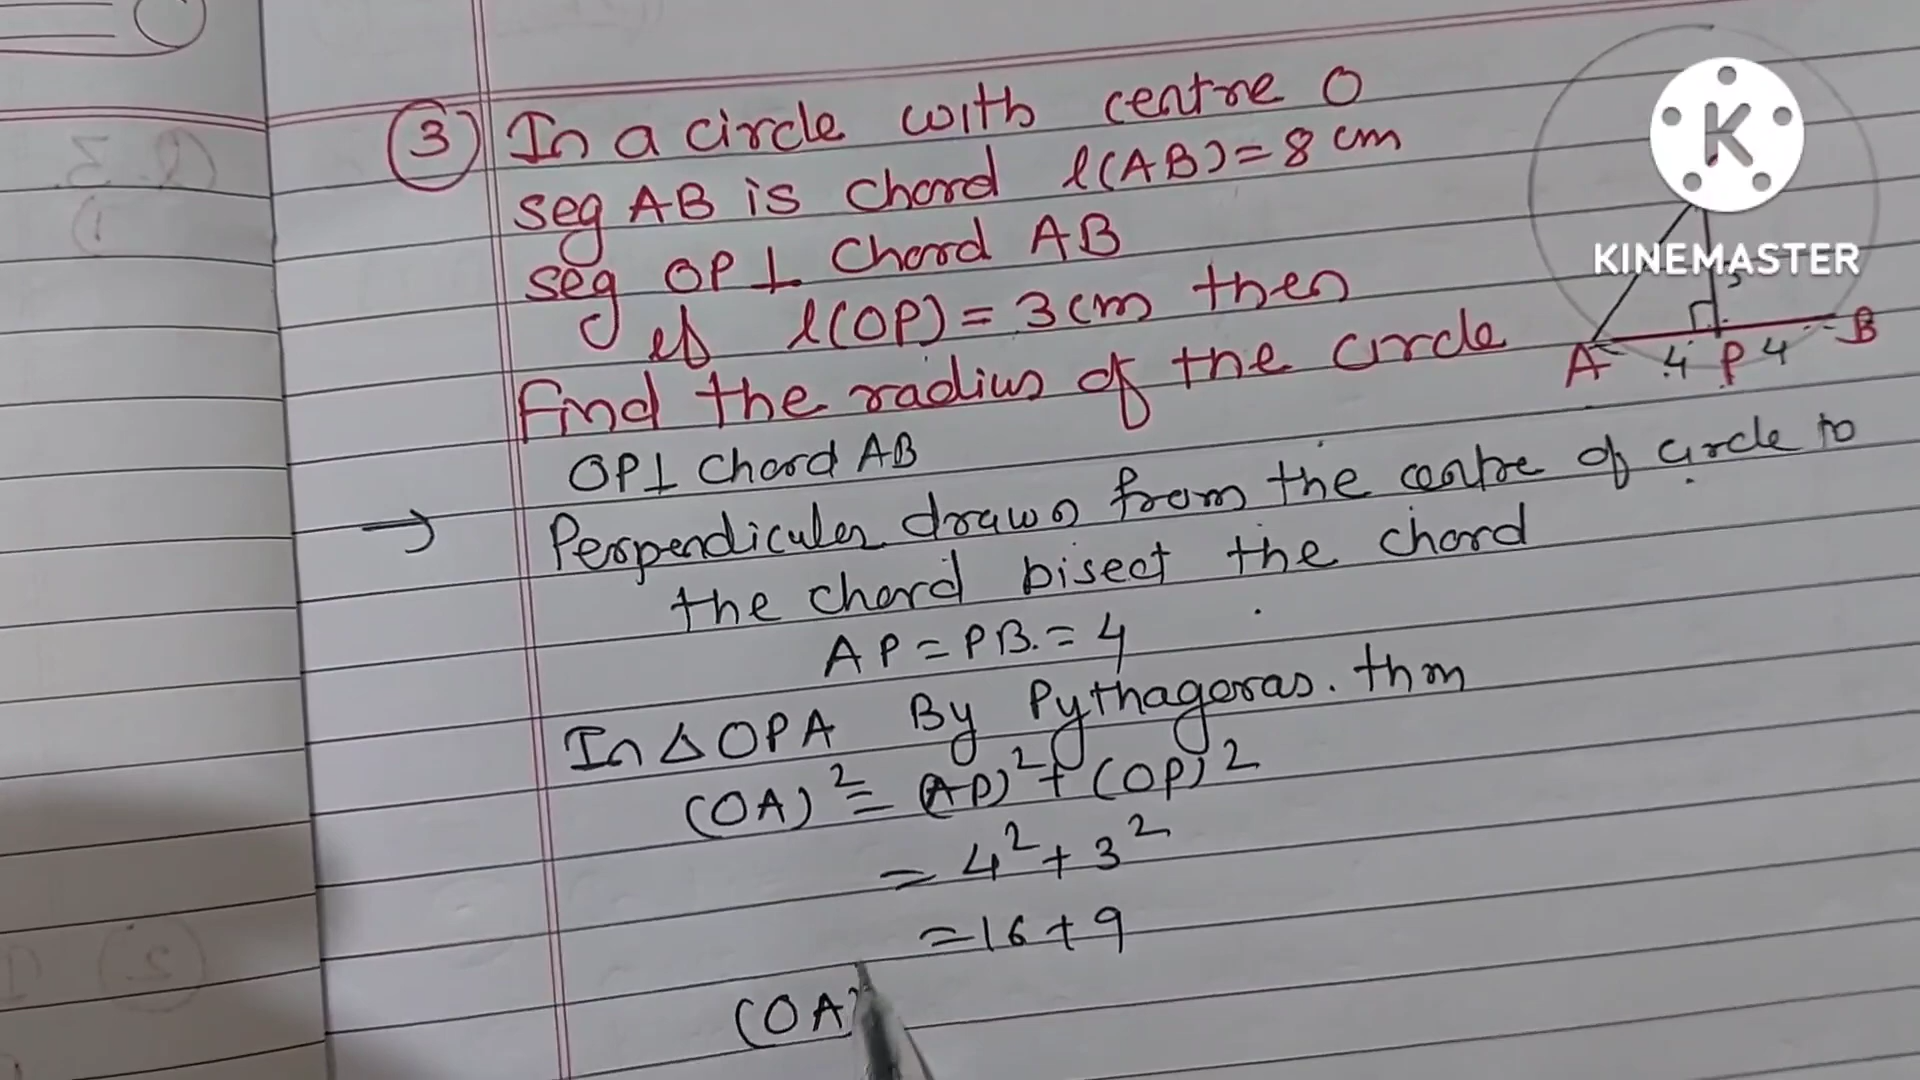 3 In a circle with centre O
seg AB is chord l(AB)=8 cm
seg OP⊥ chord AB
if l(OP)=3cm then
find the radius of the circle
K
KINEMASTER
3
A 4 P 4 B
OP⊥ chord AB
→ Perpendiculer drawn from the centre of circle to
the chord bisect the chord
AP=PB.=4
In △OPA By Pythagoras. thm
(OA)²=(AP)²+(OP)²
=4²+3²
=16+9
(OA)